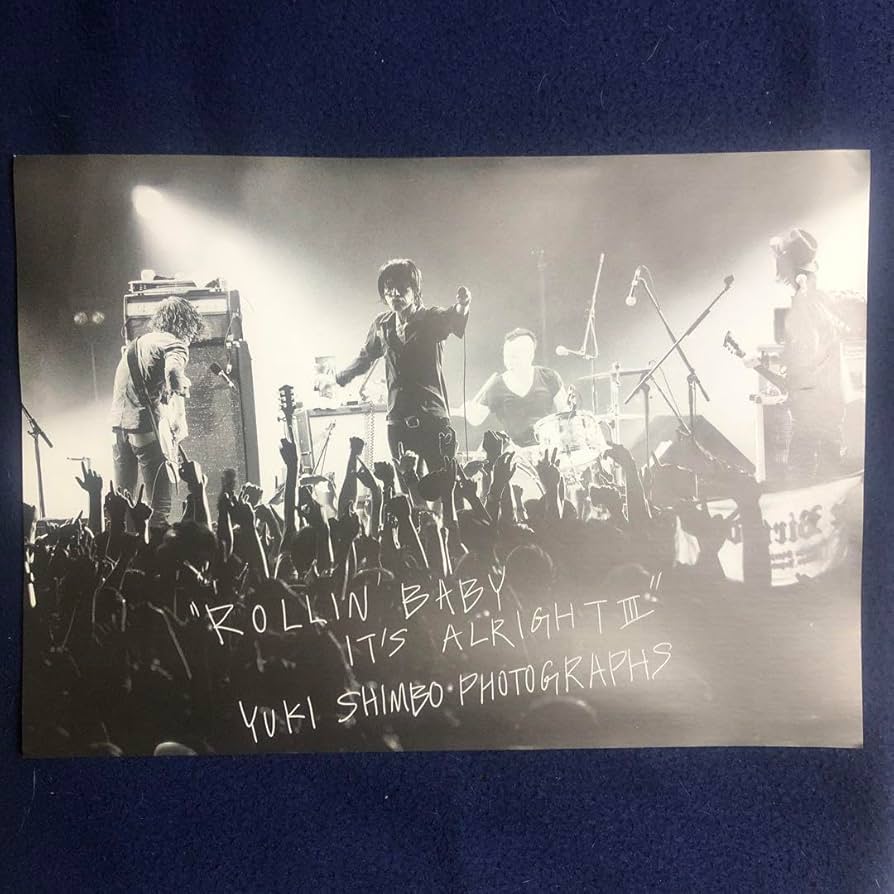 "ROLLIN BABY
IT'S ALRIGHT III"
YUKI SHIMBO PHOTOGRAPHS